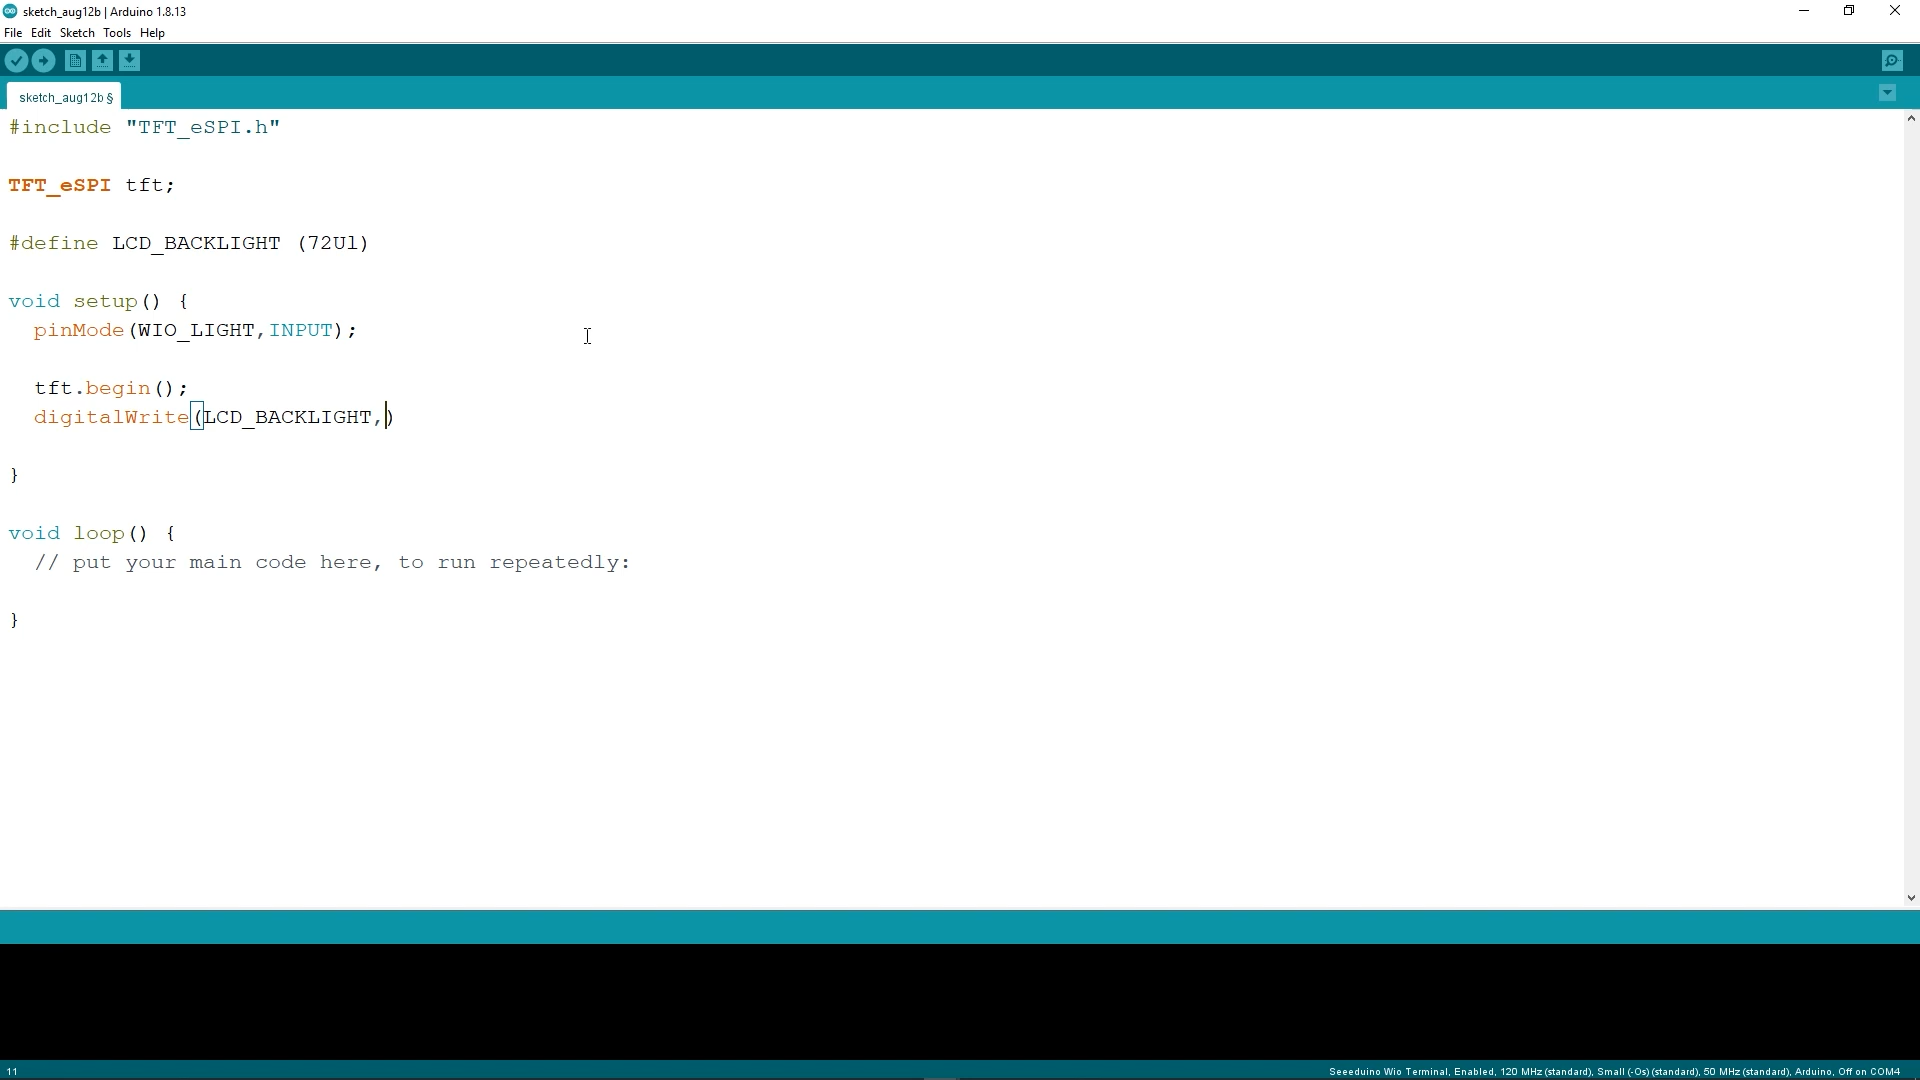 sketch_aug12b | Arduino 1.8.13
File Edit Sketch Tools Help
sketch_aug12b §
#include "TFT_eSPI.h"
TFT_eSPI tft;
#define LCD_BACKLIGHT (72Ul)
void setup() {
pinMode(WIO_LIGHT,INPUT);
tft.begin();
digitalWrite(LCD_BACKLIGHT,)
}
void loop() {
// put your main code here, to run repeatedly:
}
11
Seeeduino Wio Terminal, Enabled, 120 MHz (standard), Small (-Os) (standard), 50 MHz (standard), Arduino, Off on COM4